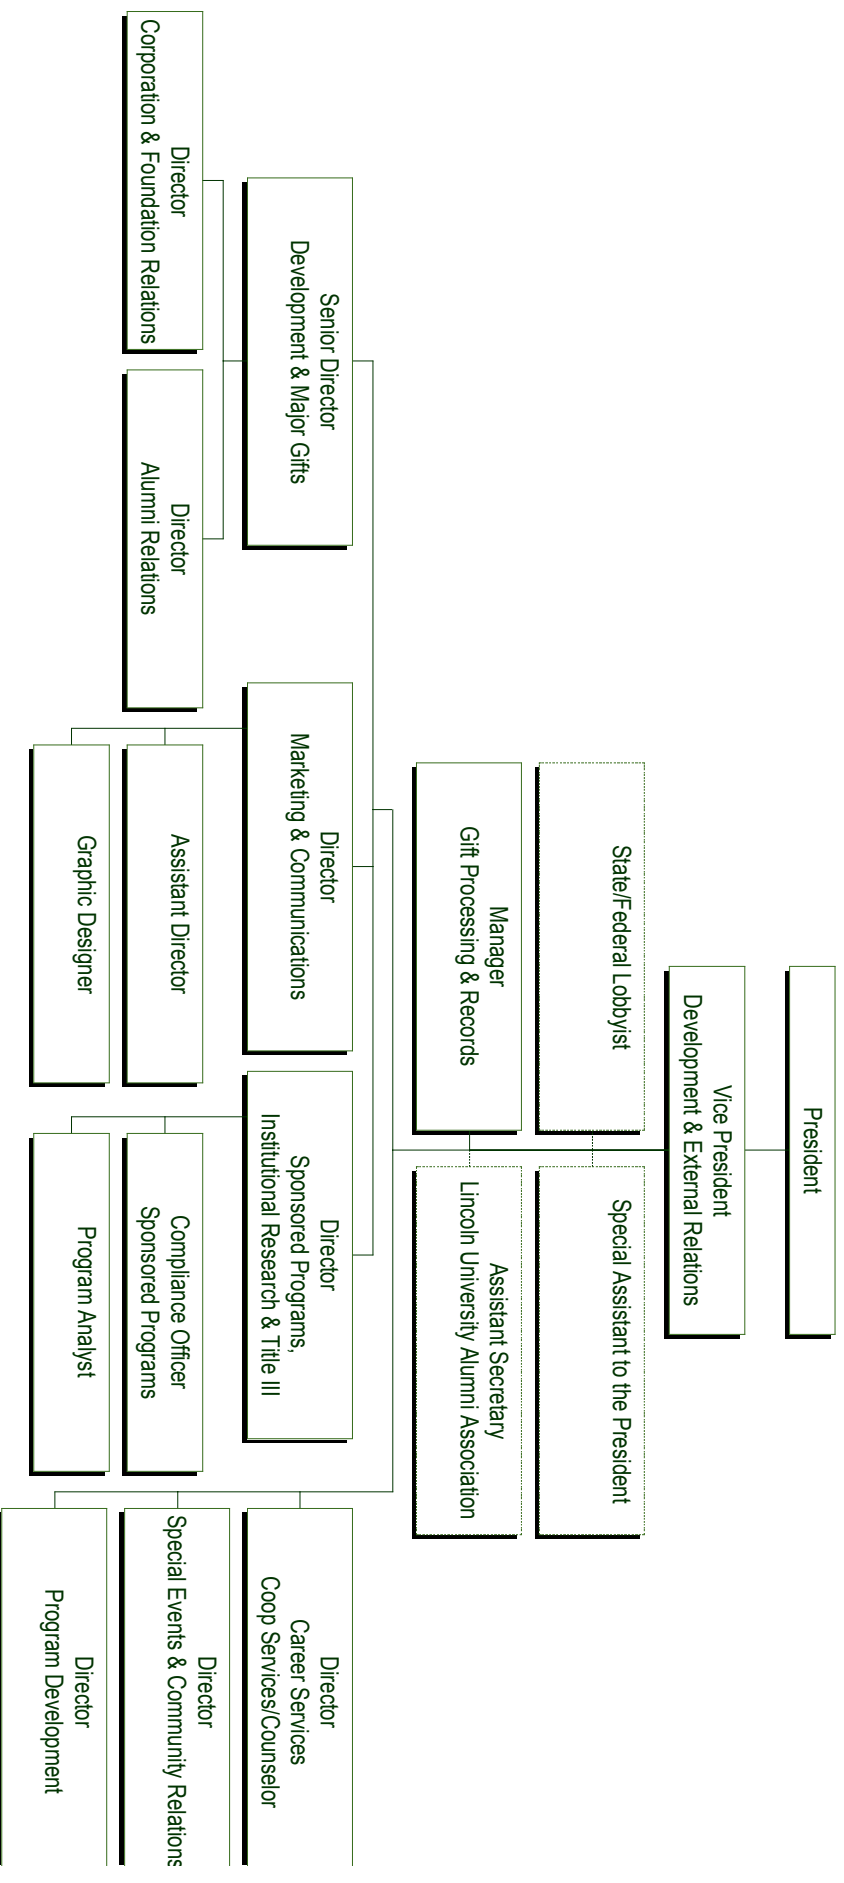 President
Vice President
Development & External Relations
State/Federal Lobbyist
Special Assistant to the President
Manager
Gift Processing & Records
Assistant Secretary
Lincoln University Alumni Association
Senior Director
Development & Major Gifts
Director
Corporation & Foundation Relations
Director
Alumni Relations
Director
Marketing & Communications
Assistant Director
Graphic Designer
Director
Sponsored Programs,
Institutional Research & Title III
Compliance Officer
Sponsored Programs
Program Analyst
Director
Career Services
Coop Services/Counselor
Director
Special Events & Community Relations
Director
Program Development